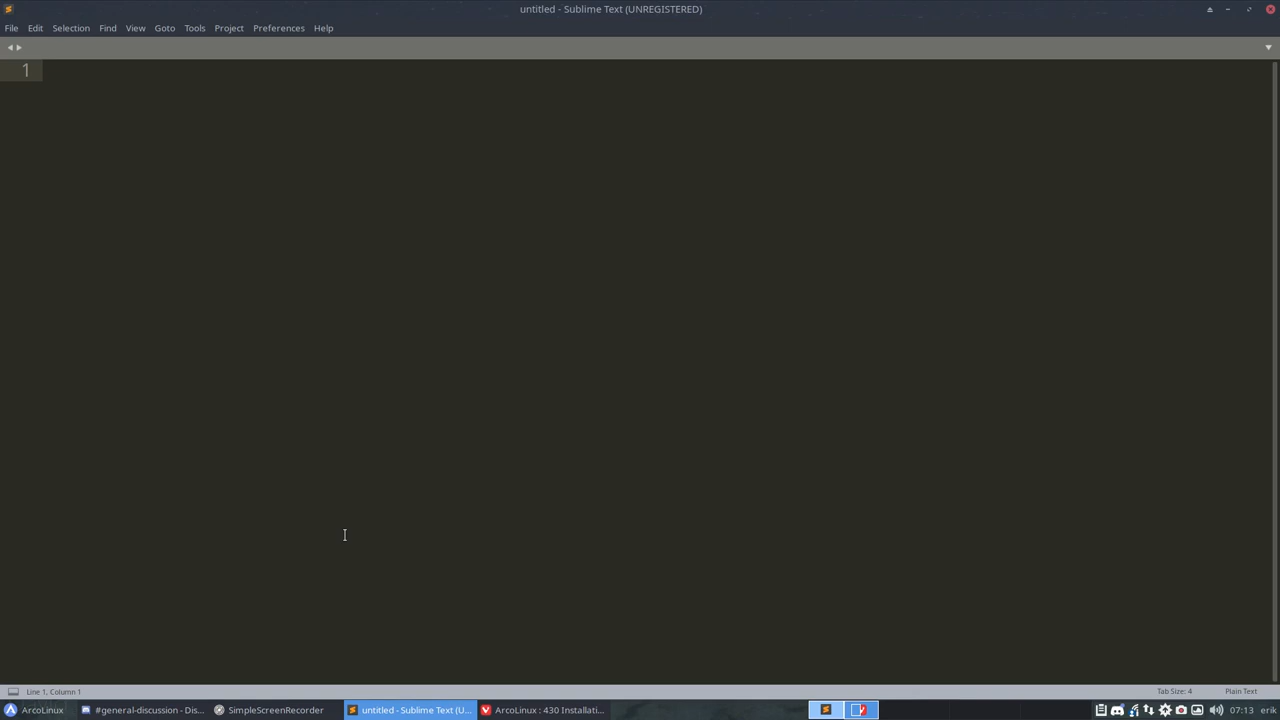 untitled - Sublime Text (UNREGISTERED)
File Edit Selection Find View Goto Tools Project Preferences Help
1
Line 1, Column 1 Tab Size: 4 Plain Text
ArcoLinux #general-discussion - Dis... SimpleScreenRecorder untitled - Sublime Text (U... ArcoLinux : 430 Installati... 07:13 erik